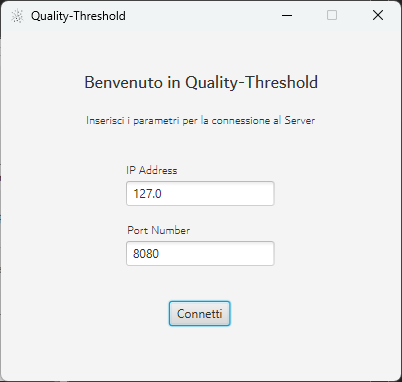 Quality-Threshold
Benvenuto in Quality-Threshold
Inserisci i parametri per la connessione al Server
IP Address
127.0
Port Number
8080
Connetti